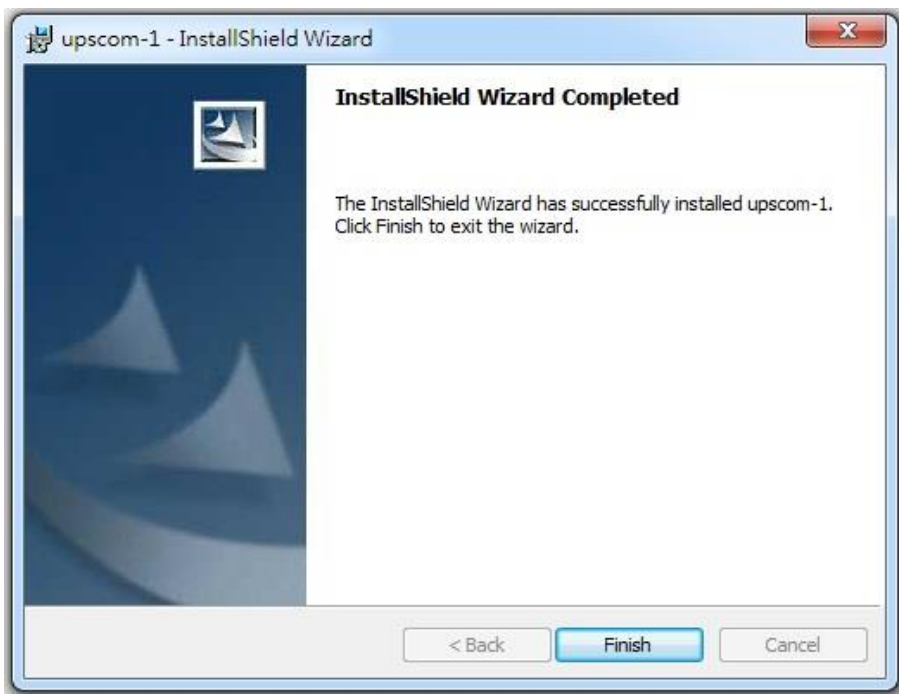 upscom-1 - InstallShield Wizard
InstallShield Wizard Completed
The InstallShield Wizard has successfully installed upscom-1.
Click Finish to exit the wizard.
< Back
Finish
Cancel